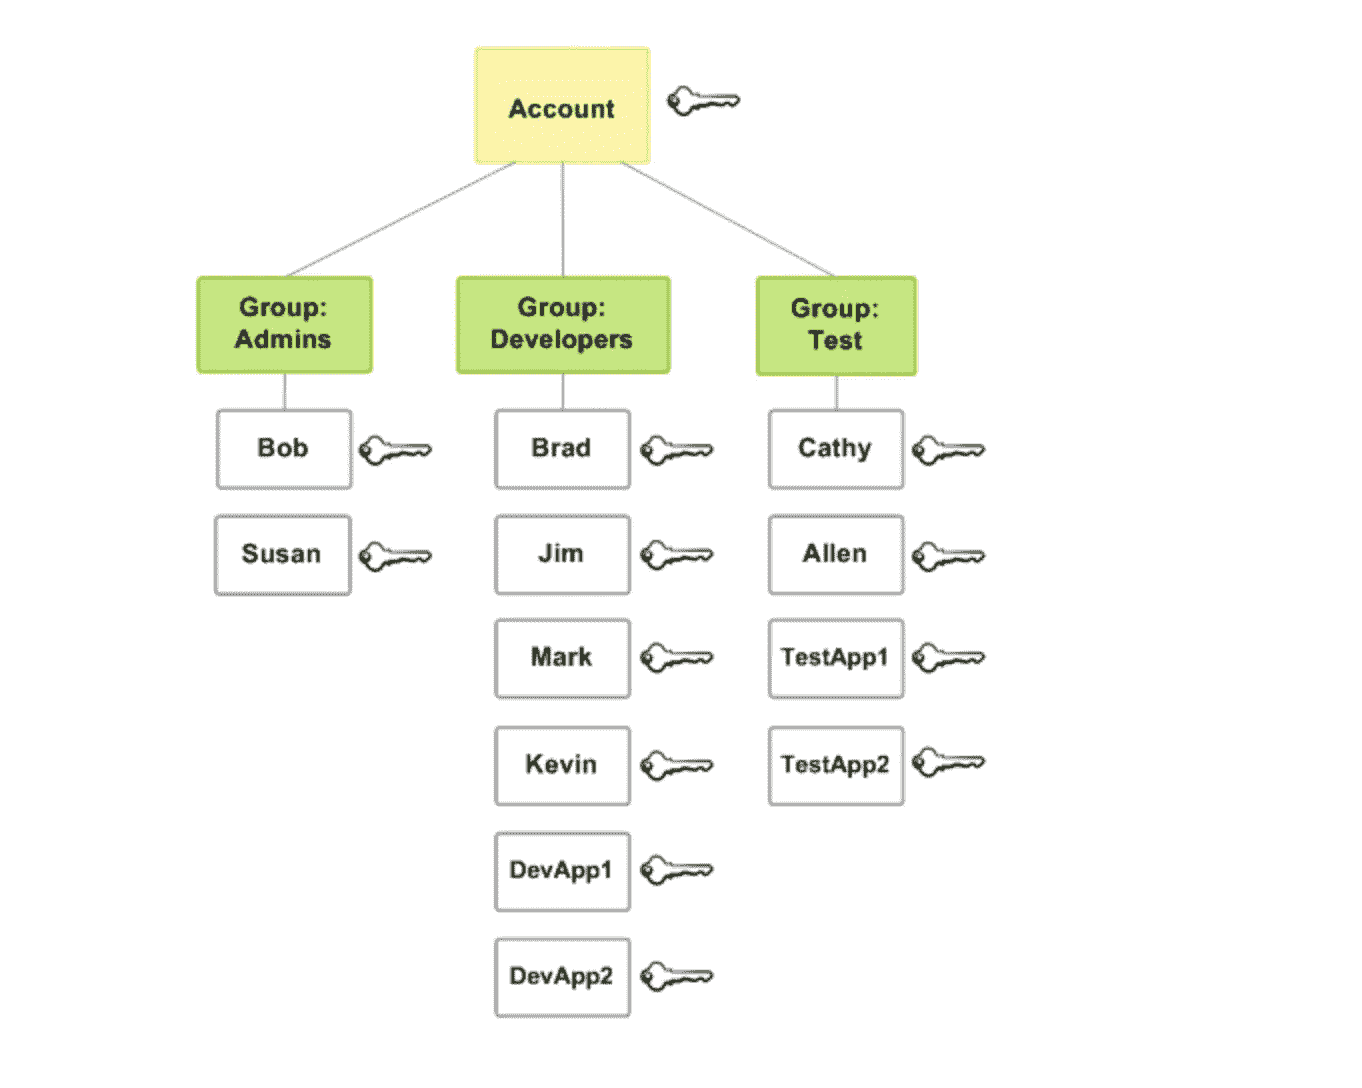 Account
Group:
Admins
Group:
Developers
Group:
Test
Bob
Brad
Cathy
Susan
Jim
Allen
Mark
TestApp1
Kevin
TestApp2
DevApp1
DevApp2